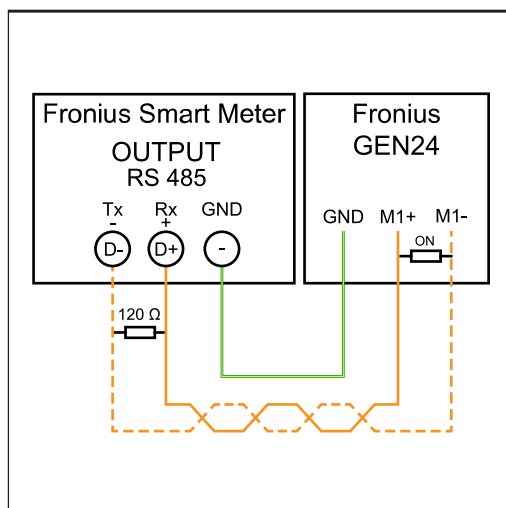 Fronius Smart Meter
OUTPUT
RS 485
Tx Rx GND
- +
D- D+ -
120 Ω
Fronius
GEN24
GND M1+ M1-
ON